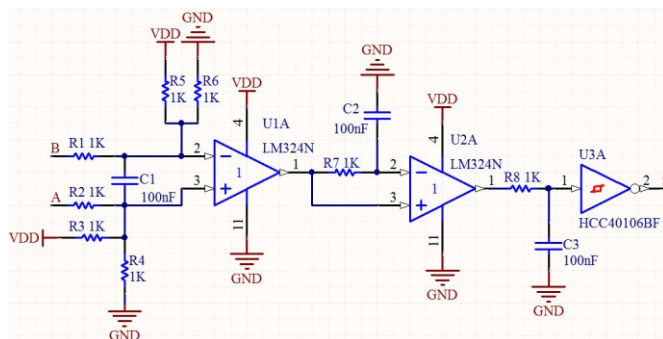 GND
VDD
R5
1K
R6
1K
VDD
GND
VDD
4
U1A
LM324N
C2
100nF
4
U2A
LM324N
B
R1 1K
2
1
1
R7 1K
2
1
1
R8 1K
U3A
1
2
C1
100nF
A
R2 1K
3
3
HCC40106BF
VDD
R3 1K
11
11
R4
1K
GND
GND
GND
C3
100nF
GND